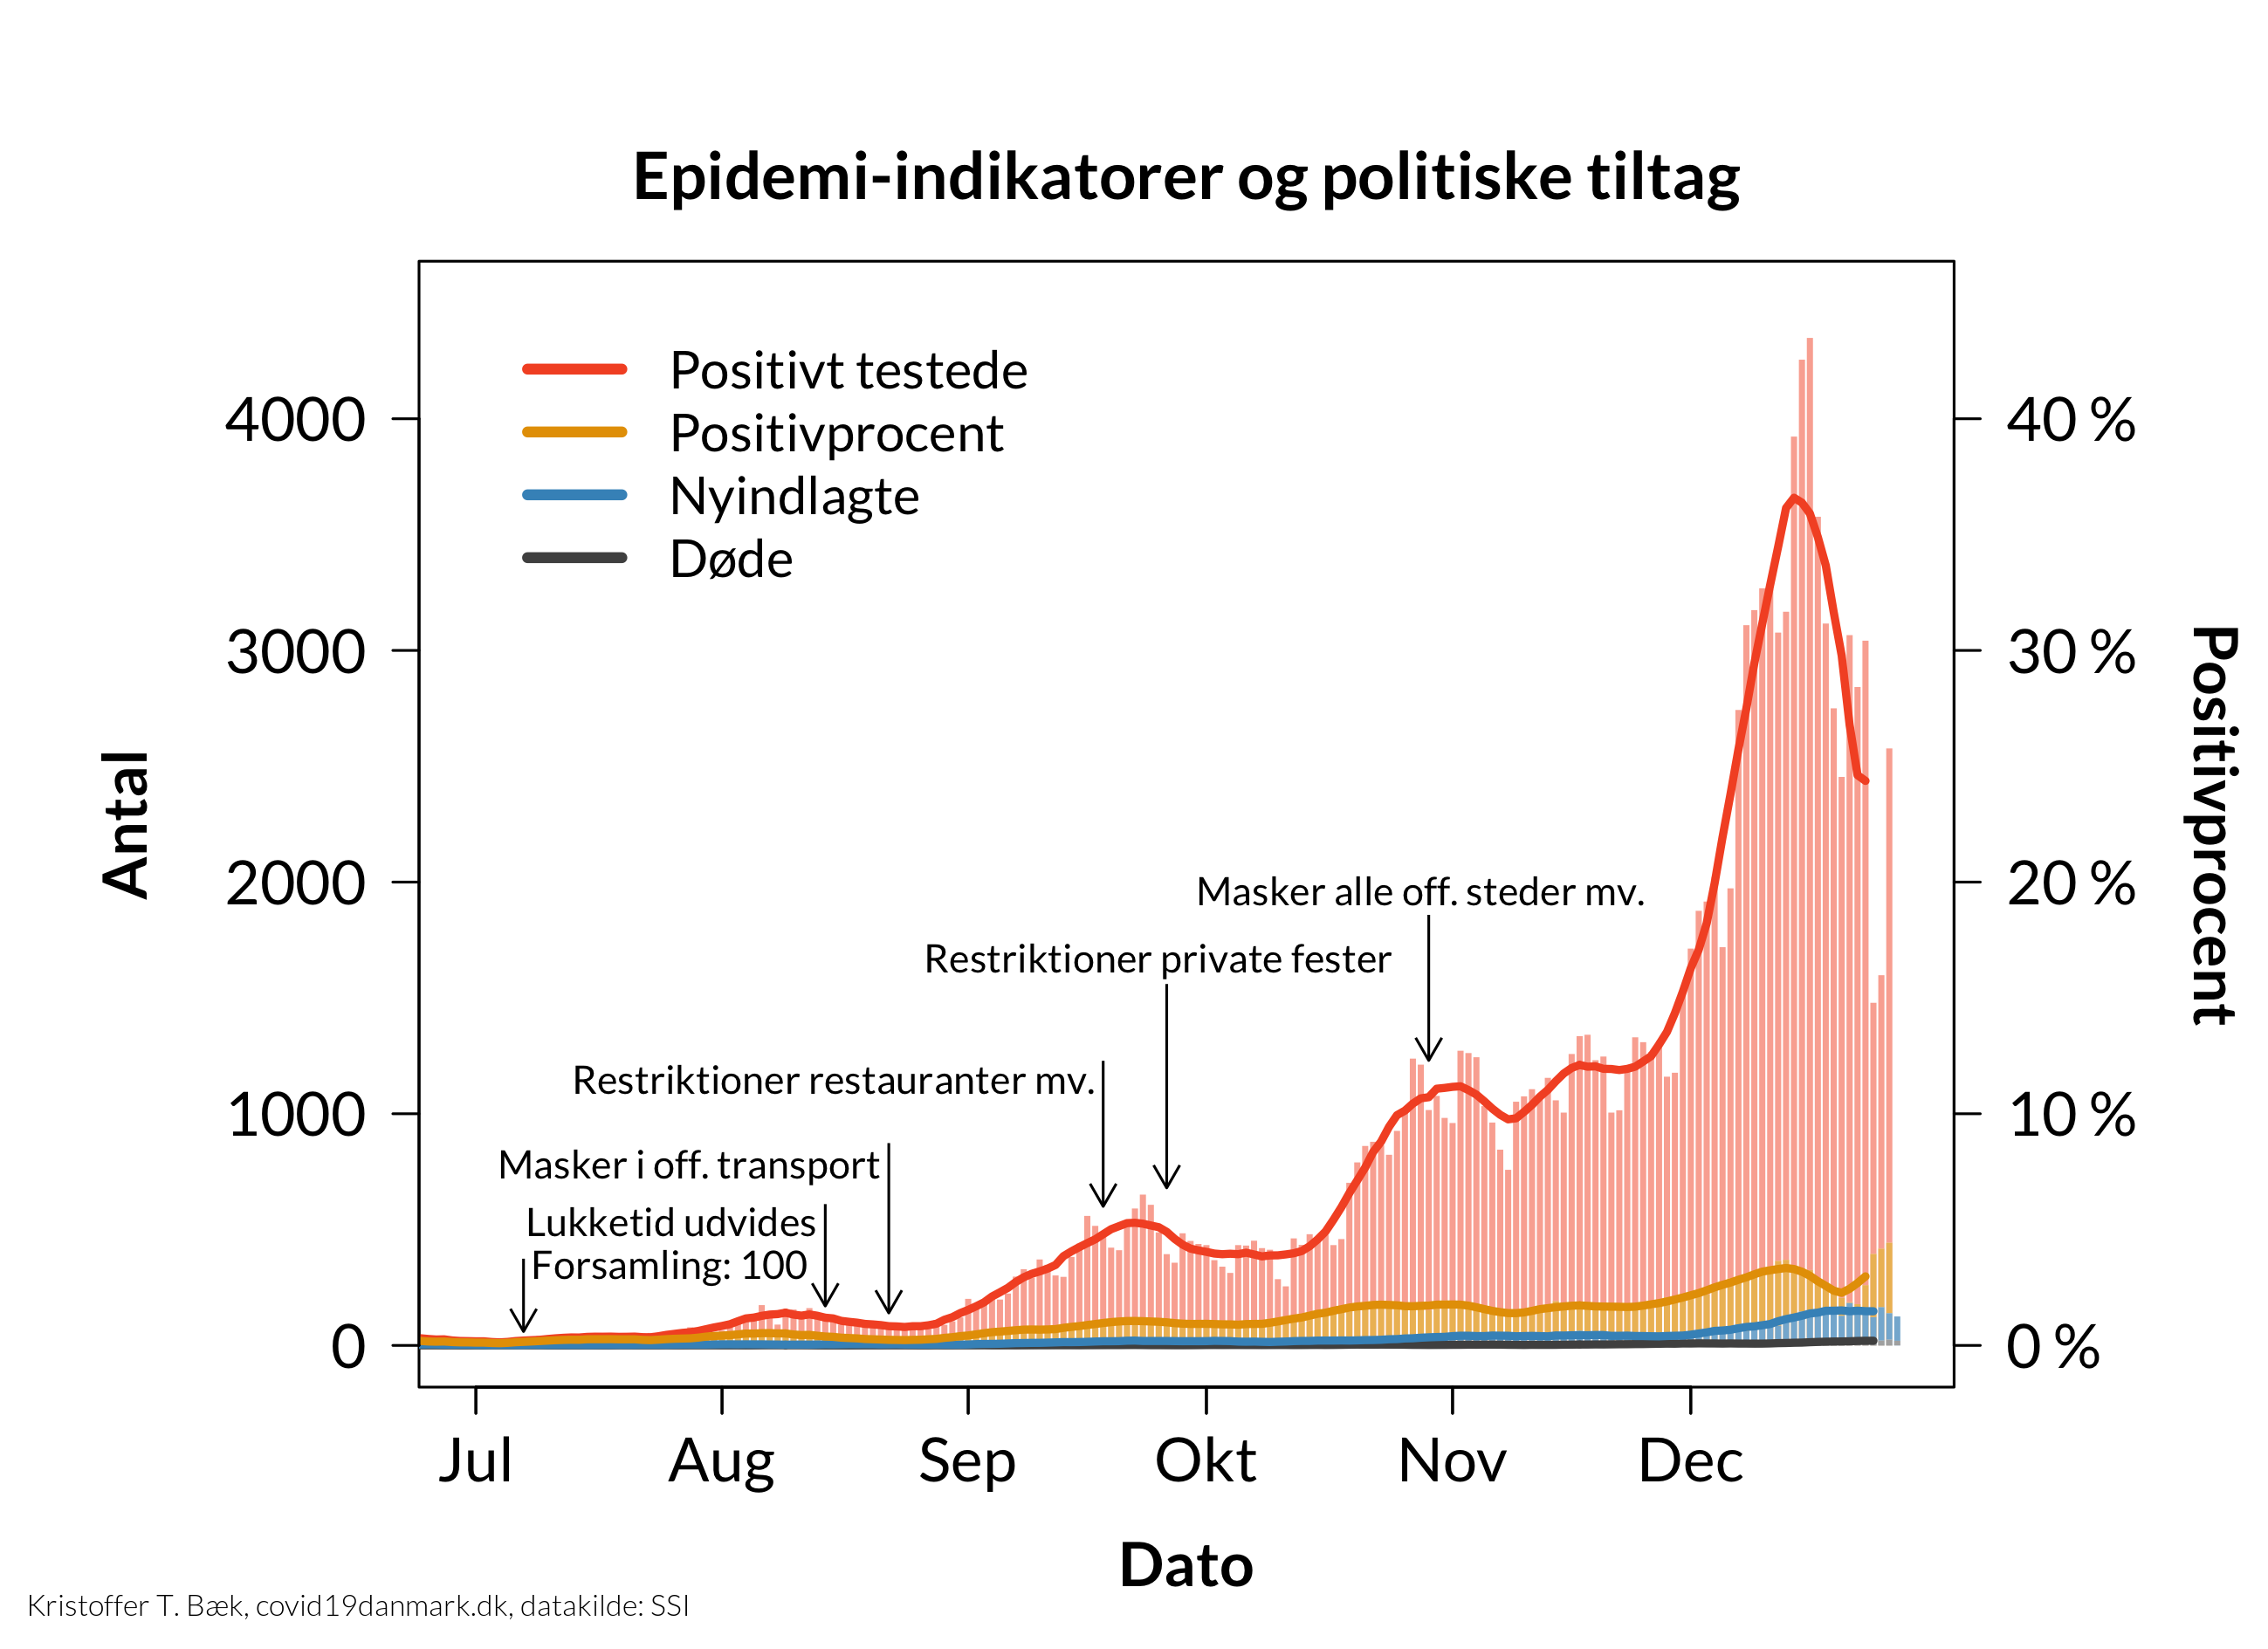 Epidemi-indikatorer og politiske tiltag
Positivt testede
Positivprocent
Nyindlagte
Døde
4000
3000
2000
1000
0
Antal
40 %
30 %
20 %
10 %
0 %
Positivprocent
Masker alle off. steder mv.
Restriktioner private fester
Restriktioner restauranter mv.
Masker i off. transport
Lukketid udvides
Forsamling: 100
Jul Aug Sep Okt Nov Dec
Dato
Kristoffer T. Bæk, covid19danmark.dk, datakilde: SSI